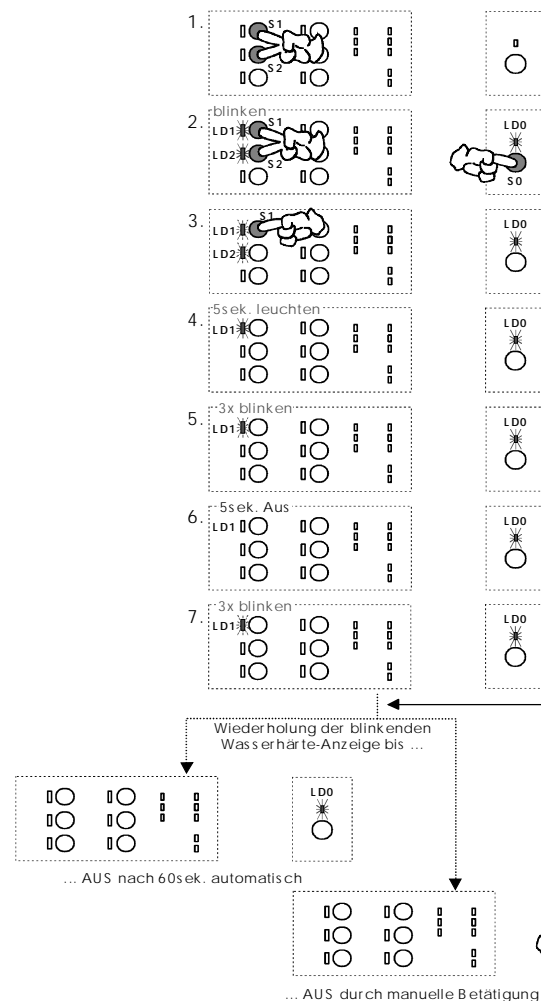 1.
S1
S2
blinken
2.
LD1
S1
LD2
S2
LD0
S0
3.
S1
LD1
LD2
LD0
5sek. leuchten
4.
LD1
LD0
3x blinken
5.
LD1
LD0
5sek. Aus
6.
LD1
LD0
3x blinken
7.
LD1
LD0
Wiederholung der blinkenden
Wasserhärte-Anzeige bis ...
LD0
... AUS nach 60sek. automatisch
... AUS durch manuelle Betätigung